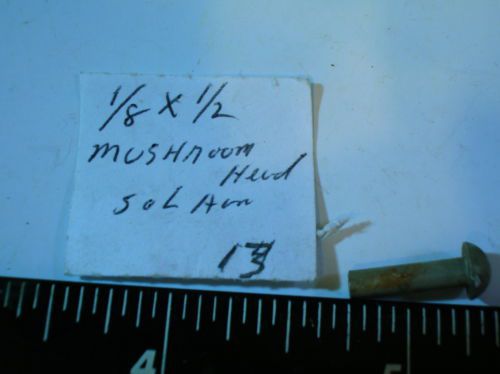 1/8 X 1/2
MUSHROOM
Head
SOL
13
4
5